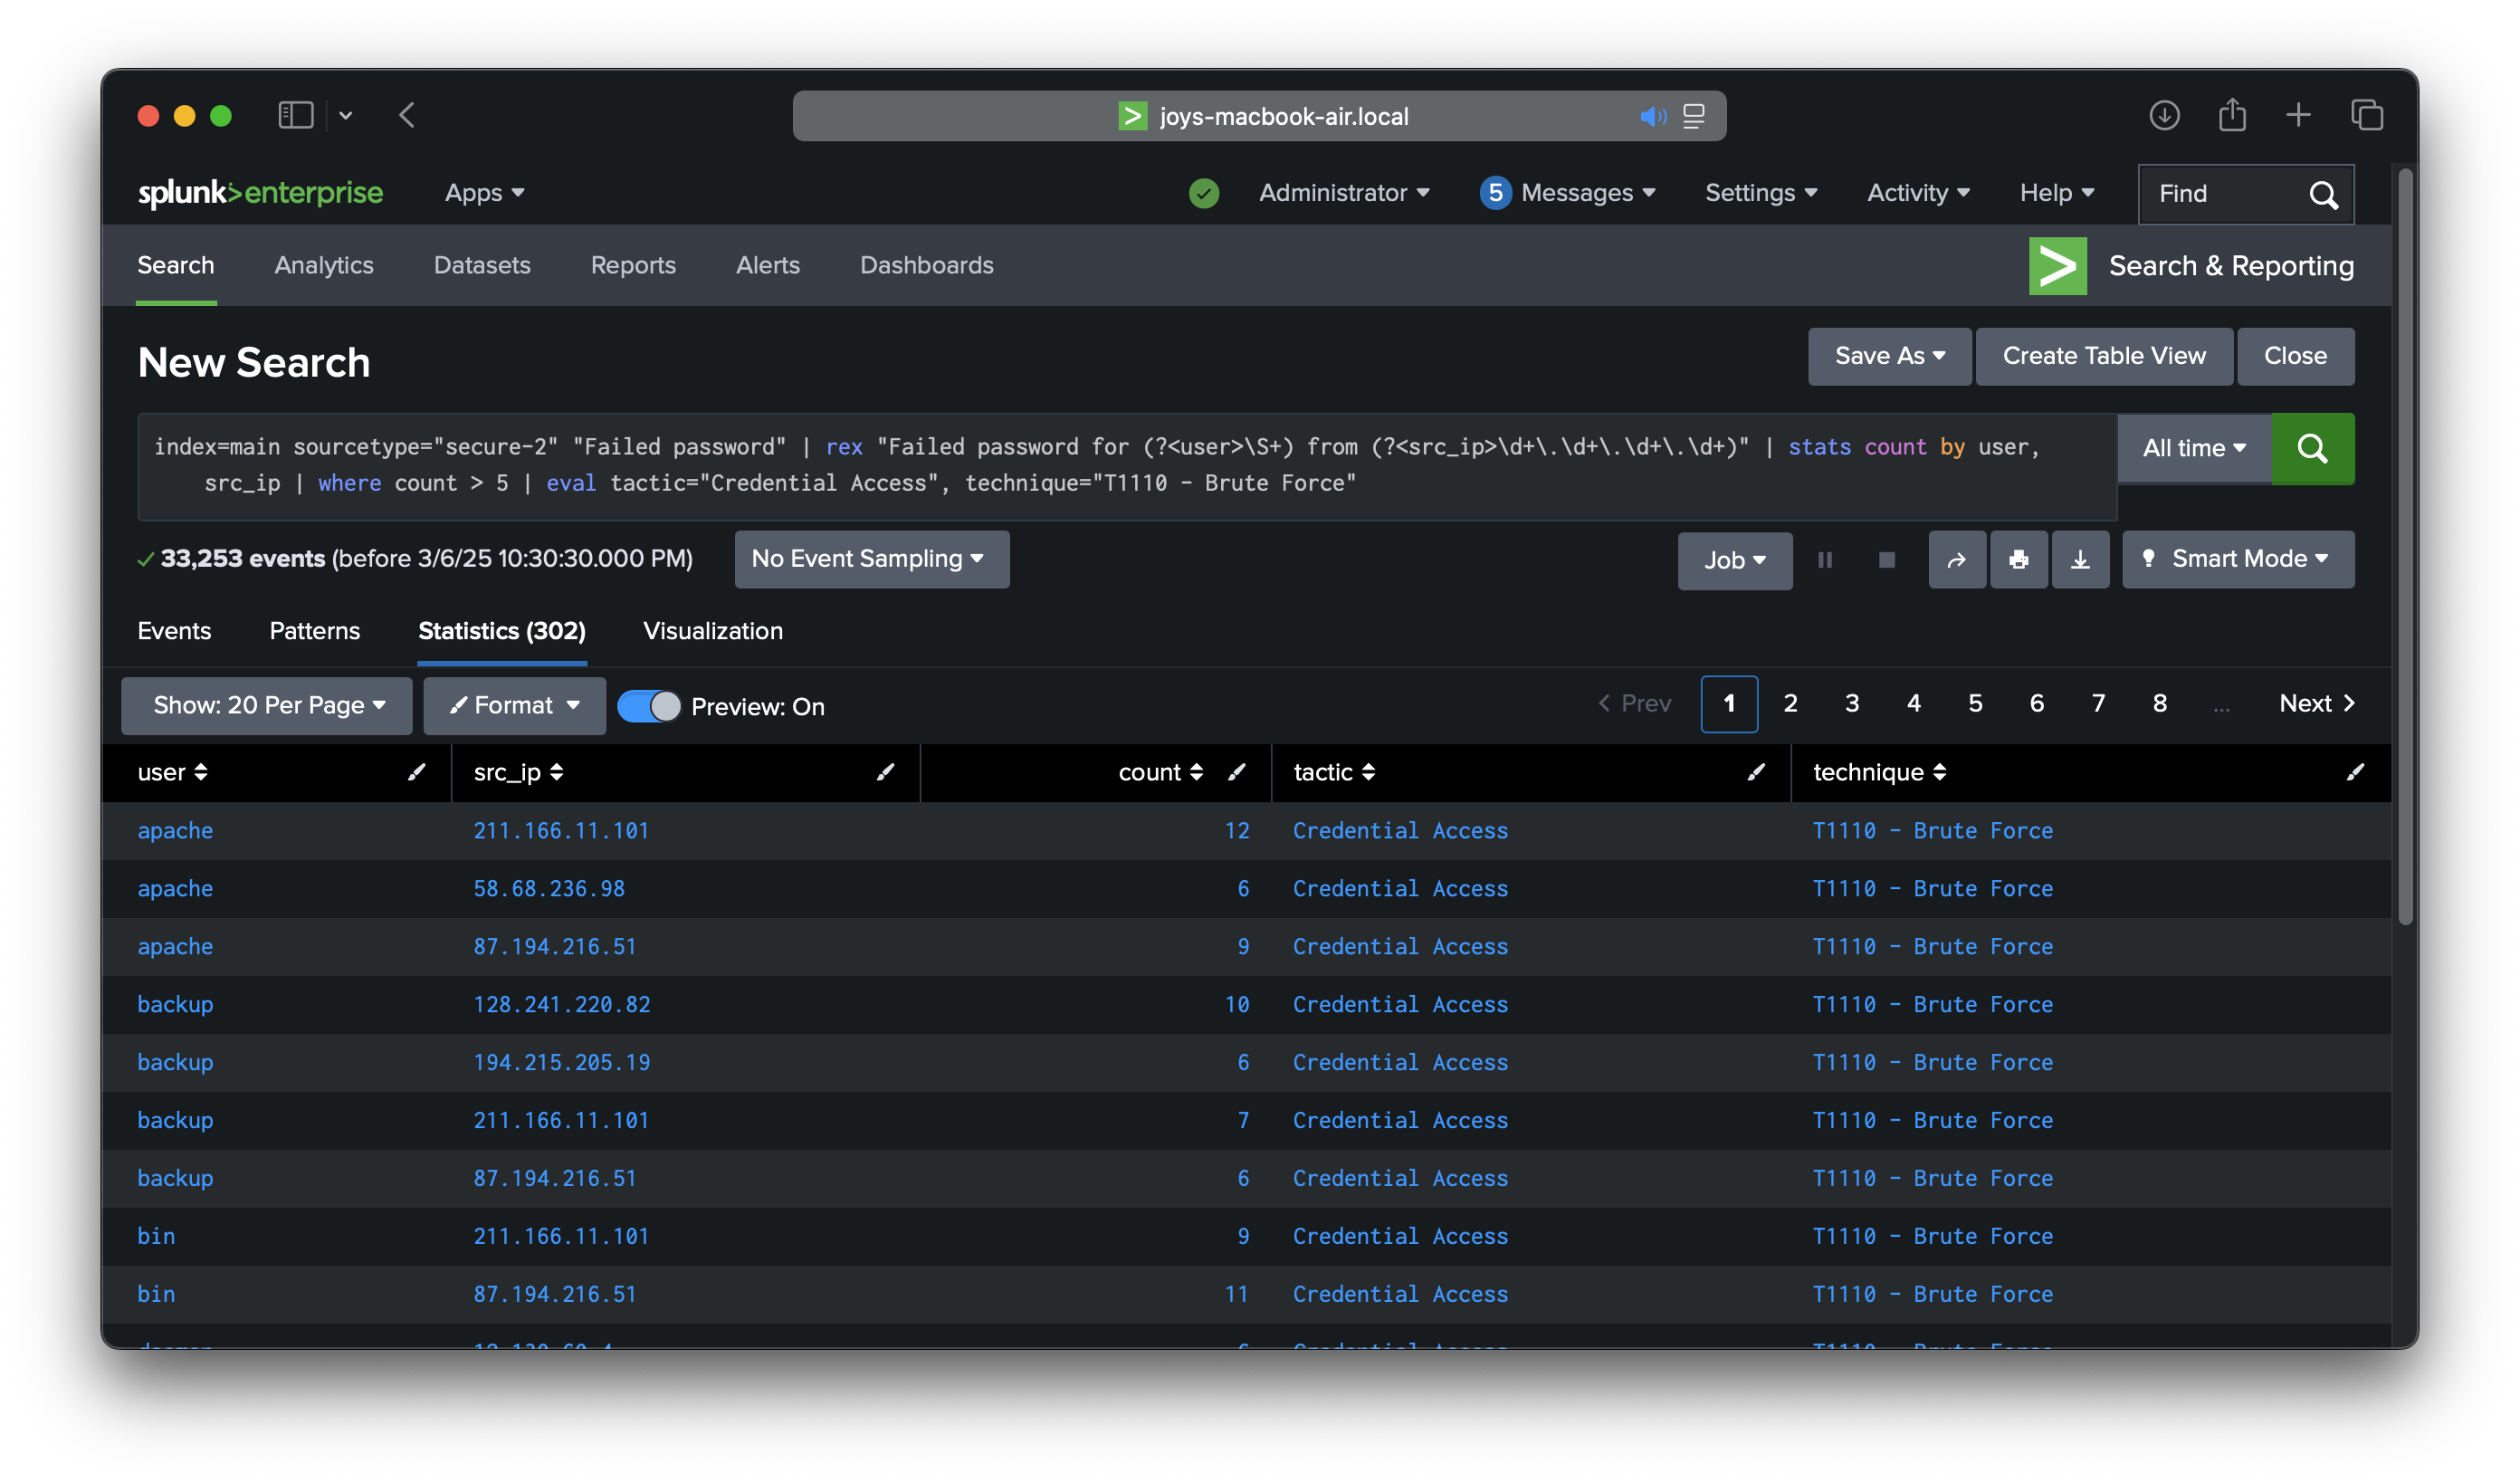 joys-macbook-air.local
splunk>enterprise Apps Administrator 5 Messages Settings Activity Help Find
Search Analytics Datasets Reports Alerts Dashboards Search & Reporting
New Search Save As Create Table View Close
index=main sourcetype="secure-2" "Failed password" | rex "Failed password for (?<user>\S+) from (?<src_ip>\d+\.\d+\.\d+\.\d+)" | stats count by user,
src_ip | where count > 5 | eval tactic="Credential Access", technique="T1110 - Brute Force"
All time
33,253 events (before 3/6/25 10:30:30.000 PM) No Event Sampling Job Smart Mode
Events Patterns Statistics (302) Visualization
Show: 20 Per Page Format Preview: On Prev 1 2 3 4 5 6 7 8 ... Next
user src_ip count tactic technique
apache 211.166.11.101 12 Credential Access T1110 - Brute Force
apache 58.68.236.98 6 Credential Access T1110 - Brute Force
apache 87.194.216.51 9 Credential Access T1110 - Brute Force
backup 128.241.220.82 10 Credential Access T1110 - Brute Force
backup 194.215.205.19 6 Credential Access T1110 - Brute Force
backup 211.166.11.101 7 Credential Access T1110 - Brute Force
backup 87.194.216.51 6 Credential Access T1110 - Brute Force
bin 211.166.11.101 9 Credential Access T1110 - Brute Force
bin 87.194.216.51 11 Credential Access T1110 - Brute Force
Credential Access T1110 - Brute Force